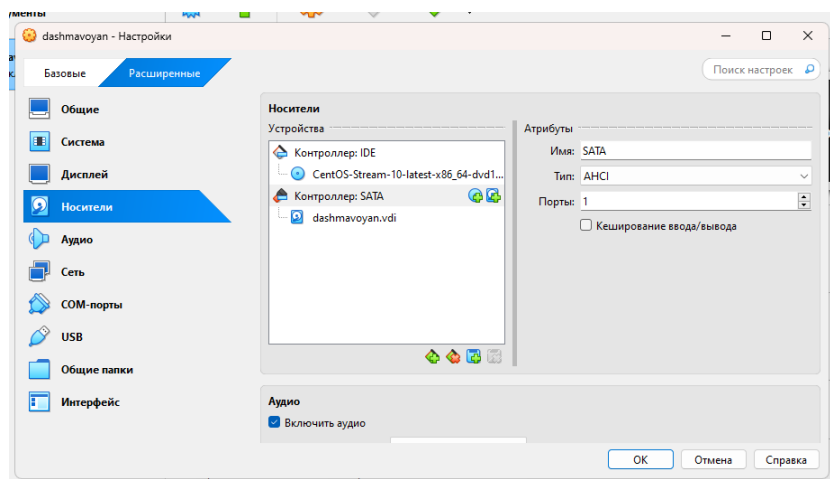 dashmavoyan - Настройки
Базовые
Расширенные
Поиск настроек
Общие
Система
Дисплей
Носители
Аудио
Сеть
COM-порты
USB
Общие папки
Интерфейс
Носители
Устройства
Контроллер: IDE
CentOS-Stream-10-latest-x86_64-dvd1...
Контроллер: SATA
dashmavoyan.vdi
Атрибуты
Имя: SATA
Тип: AHCI
Порты: 1
Кеширование ввода/вывода
Аудио
Включить аудио
OK Отмена Справка